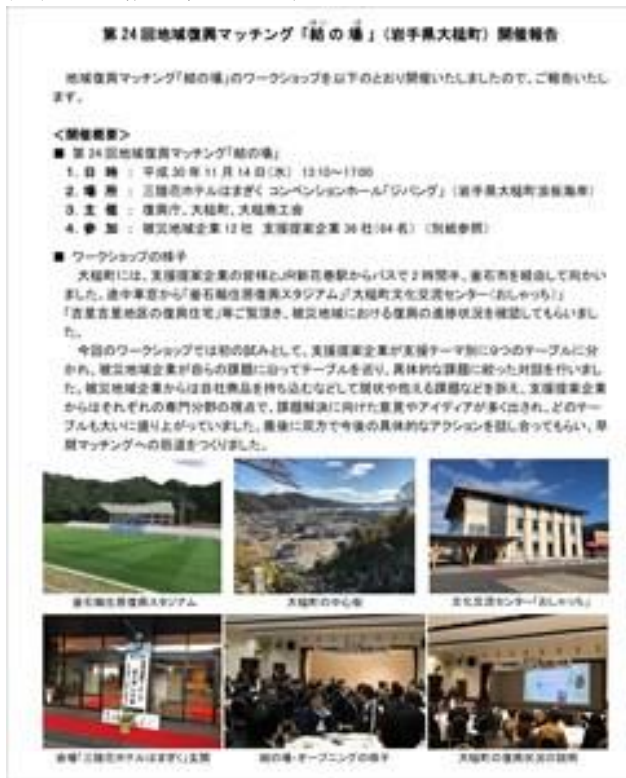 第24回地域復興マッチング「結の場」(岩手県大槌町)開催報告
地域復興マッチング「結の場」のワークショップを以下のとおり開催いたしましたので、ご報告いたし
ます。
<開催概要>
■ 第24回地域復興マッチング「結の場」
1. 日 時 : 平成30年11月14日(水) 13:10~17:00
2. 場 所 : 三陸花ホテルはまぎく コンベンションホール「ジパング」 (岩手県大槌町浪板海岸)
3. 主 催 : 復興庁、大槌町、大槌商工会
4. 参 加 : 被災地域企業12社 支援提案企業36社(64名) (別紙参照)
■ ワークショップの様子
大槌町には、支援提案企業の皆様とJR新花巻駅からバスで2時間半、釜石市を経由して向かい
ました。途中車窓から「釜石鵜住居復興スタジアム」「大槌町文化交流センター(おしゃっち)」
「吉里吉里地区の復興住宅」等ご覧頂き、被災地域における復興の進捗状況を確認してもらいまし
た。
今回のワークショップでは初の試みとして、支援提案企業が支援テーマ別に9つのテーブルに分
かれ、被災地域企業が自らの課題に沿ってテーブルを巡り、具体的な課題に絞った対話を行いまし
た。被災地域企業からは自社商品を持ち込むなどして現状や抱える課題などを訴え、支援提案企業
からはそれぞれの専門分野の視点で、課題解決に向けた意見やアイディアが多く出され、どのテー
ブルも大いに盛り上がっていました。最後に双方で今後の具体的なアクションを話し合ってもらい、早
期マッチングへの筋道をつくりました。
釜石鵜住居復興スタジアム
大槌町の中心街
文化交流センター「おしゃっち」
会場「三陸花ホテルはまぎく」玄関
結の場・オープニングの様子
大槌町の復興状況の説明